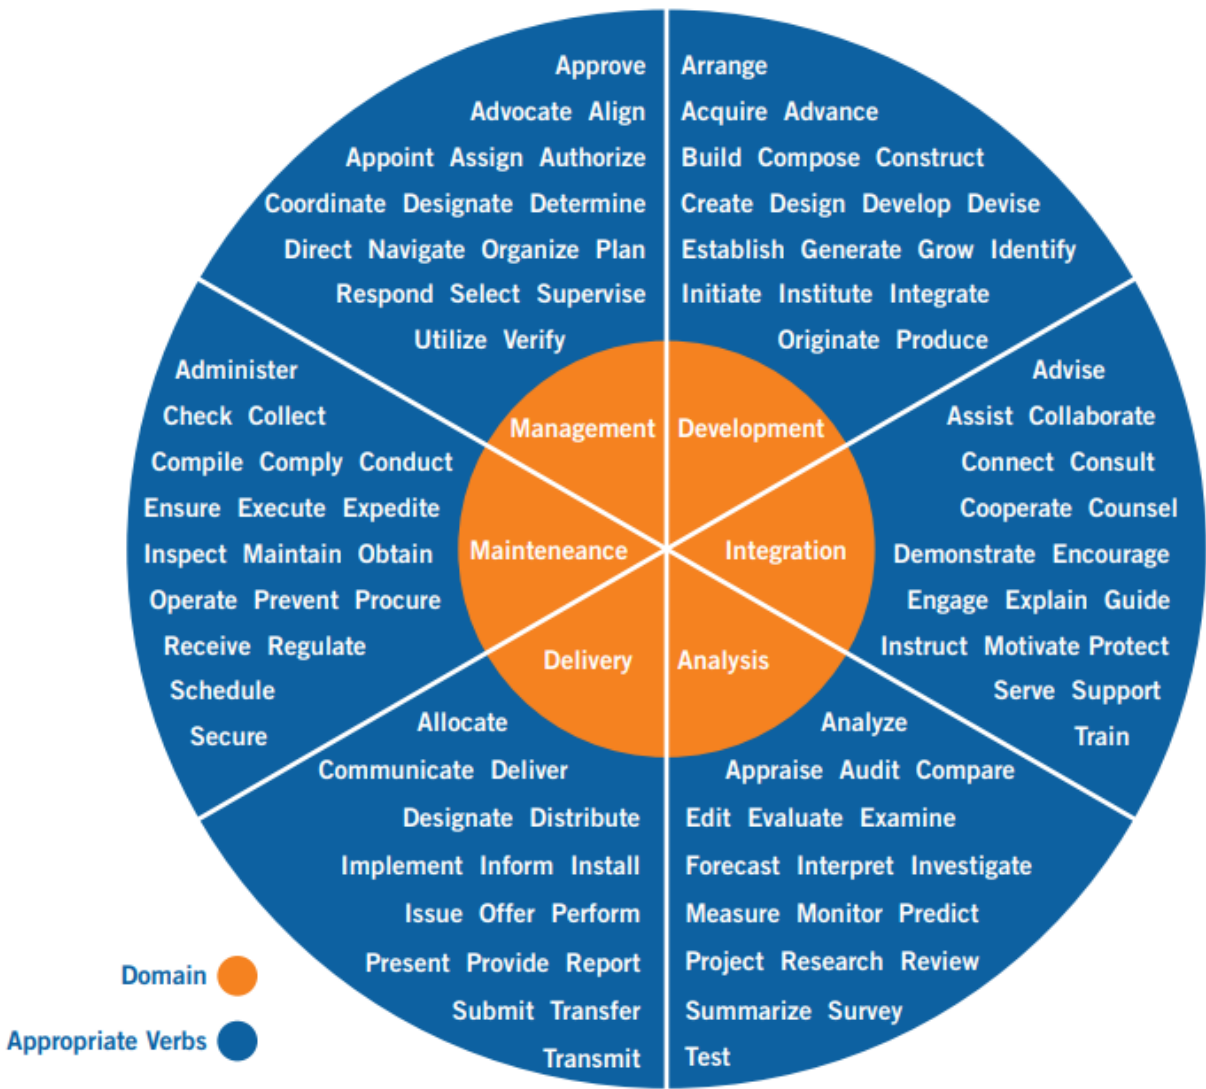 Approve
Advocate Align
Appoint Assign Authorize
Coordinate Designate Determine
Direct Navigate Organize Plan
Respond Select Supervise
Utilize Verify
Arrange
Acquire Advance
Build Compose Construct
Create Design Develop Devise
Establish Generate Grow Identify
Initiate Institute Integrate
Originate Produce
Administer
Check Collect
Compile Comply Conduct
Ensure Execute Expedite
Inspect Maintain Obtain
Operate Prevent Procure
Receive Regulate
Schedule
Secure
Management
Development
Mainteneance
Integration
Delivery
Analysis
Advise
Assist Collaborate
Connect Consult
Cooperate Counsel
Demonstrate Encourage
Engage Explain Guide
Instruct Motivate Protect
Serve Support
Train
Allocate
Communicate Deliver
Designate Distribute
Implement Inform Install
Issue Offer Perform
Present Provide Report
Submit Transfer
Transmit
Analyze
Appraise Audit Compare
Edit Evaluate Examine
Forecast Interpret Investigate
Measure Monitor Predict
Project Research Review
Summarize Survey
Test
Domain
Appropriate Verbs